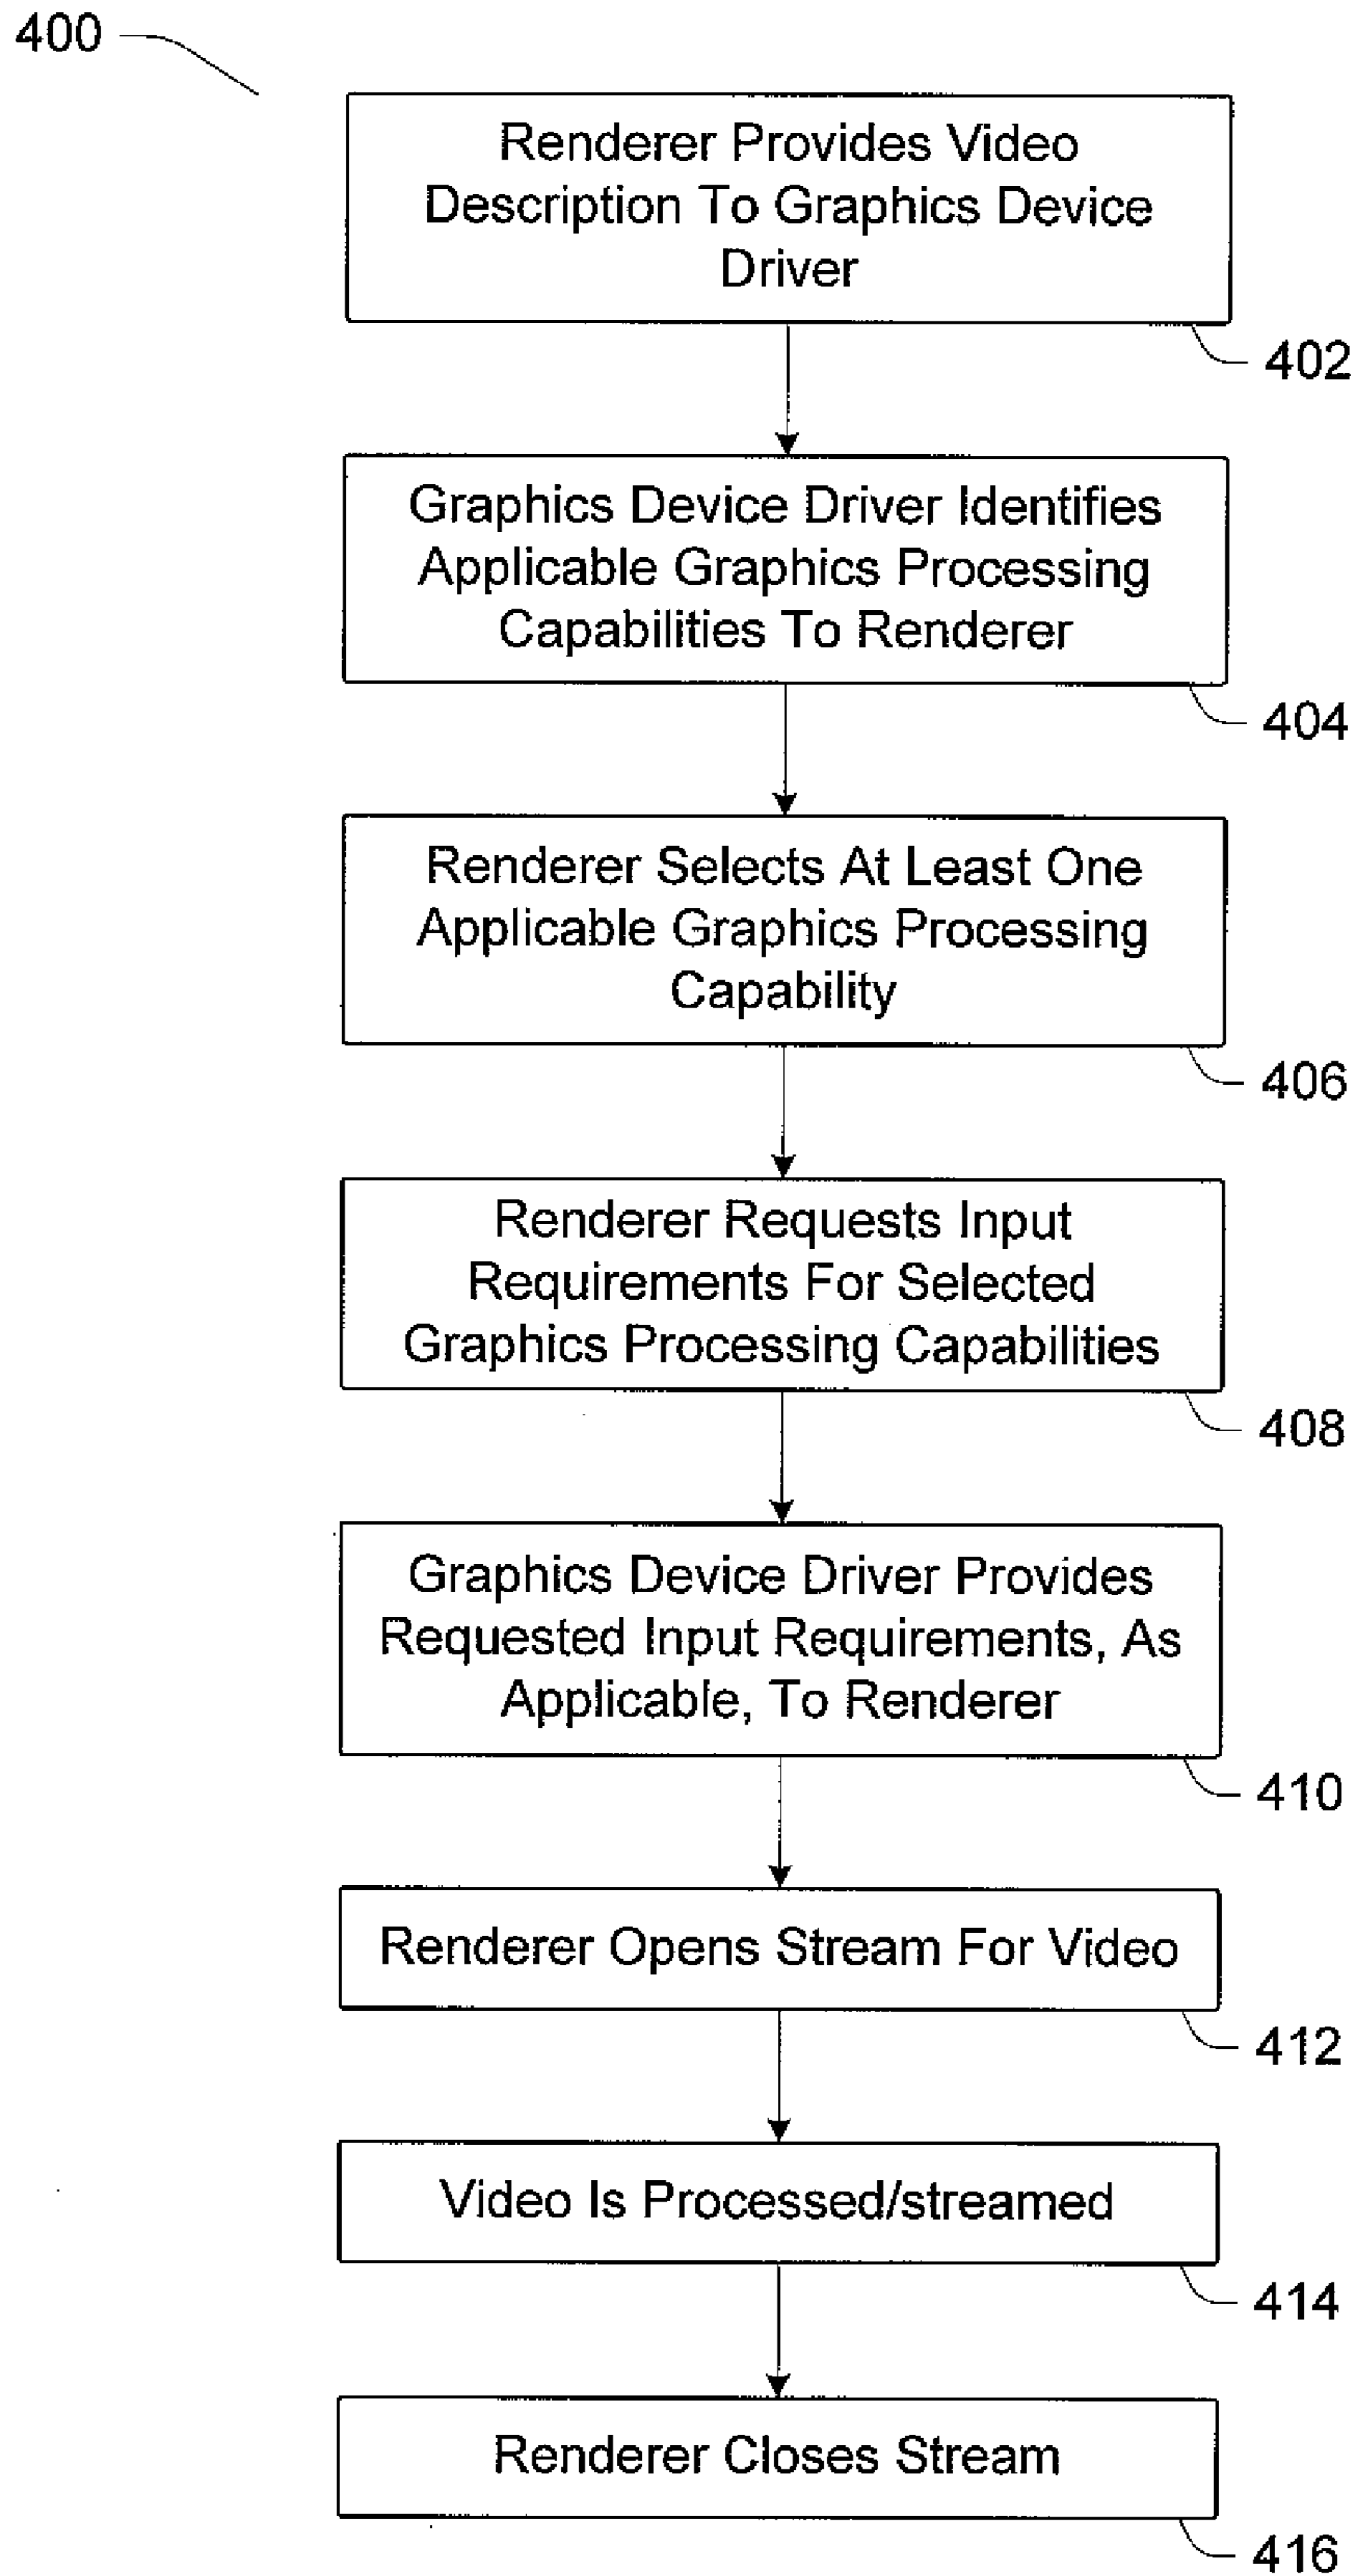 400
Renderer Provides Video
Description To Graphics Device
Driver
402
Graphics Device Driver Identifies
Applicable Graphics Processing
Capabilities To Renderer
404
Renderer Selects At Least One
Applicable Graphics Processing
Capability
406
Renderer Requests Input
Requirements For Selected
Graphics Processing Capabilities
408
Graphics Device Driver Provides
Requested Input Requirements, As
Applicable, To Renderer
410
Renderer Opens Stream For Video
412
Video Is Processed/streamed
414
Renderer Closes Stream
416